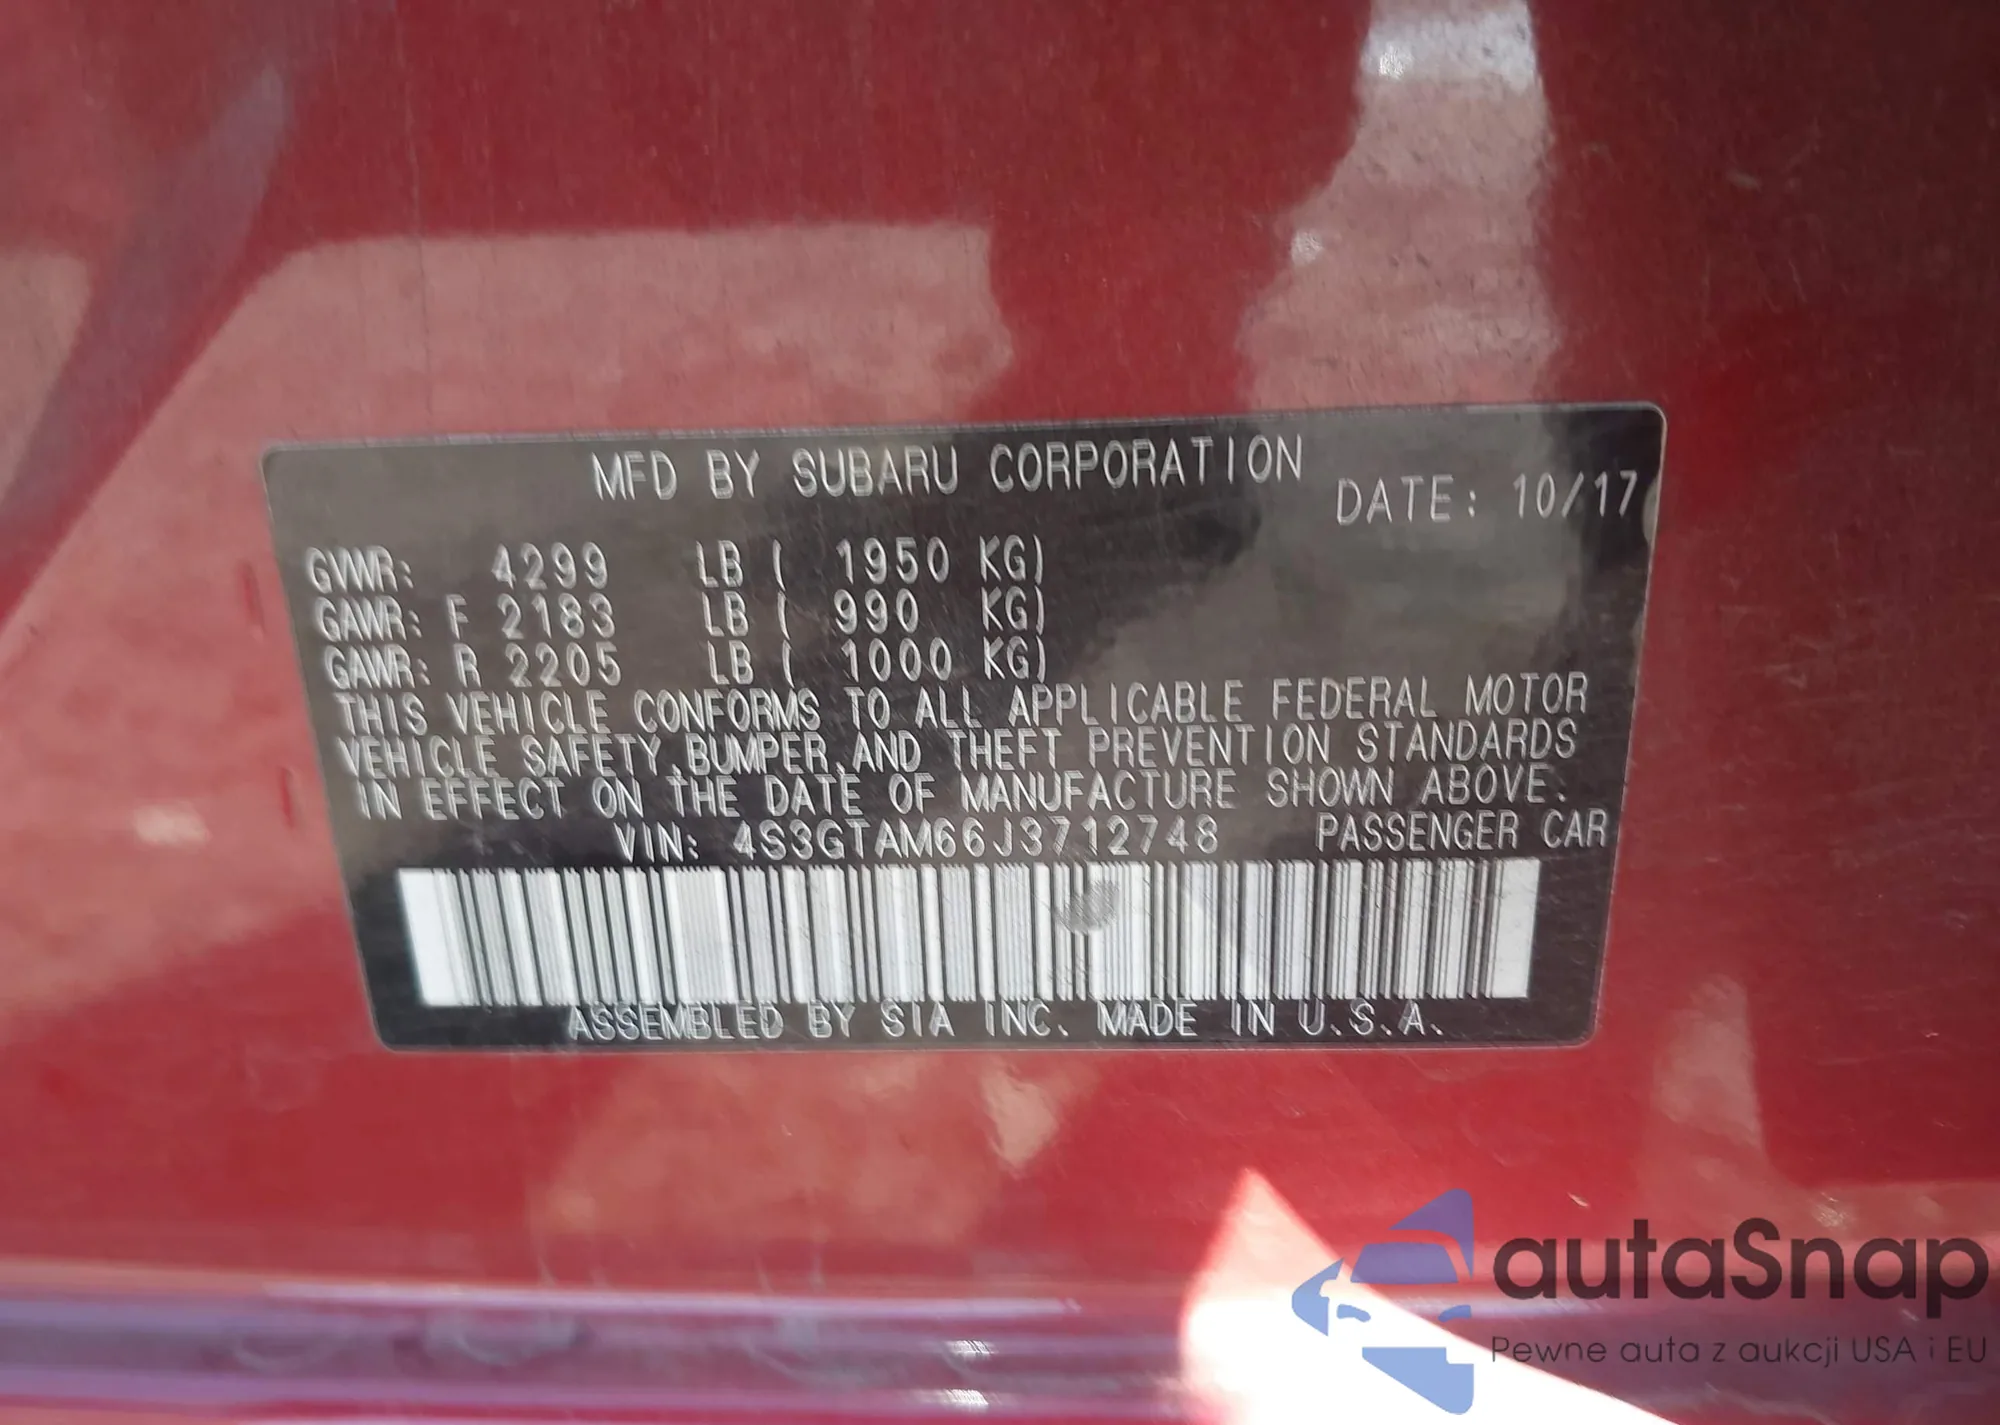 MFD BY SUBARU CORPORATION
DATE: 10/17
GVWR: 4299 LB ( 1950 KG)
GAWR: F 2183 LB ( 990 KG)
GAWR: R 2205 LB ( 1000 KG)
THIS VEHICLE CONFORMS TO ALL APPLICABLE FEDERAL MOTOR
VEHICLE SAFETY, BUMPER, AND THEFT PREVENTION STANDARDS
IN EFFECT ON THE DATE OF MANUFACTURE SHOWN ABOVE.
VIN: 4S3GTAM66J3712748 PASSENGER CAR
ASSEMBLED BY SIA INC. MADE IN U.S.A.
autaSnap
Pewne auta z aukcji USA i EU